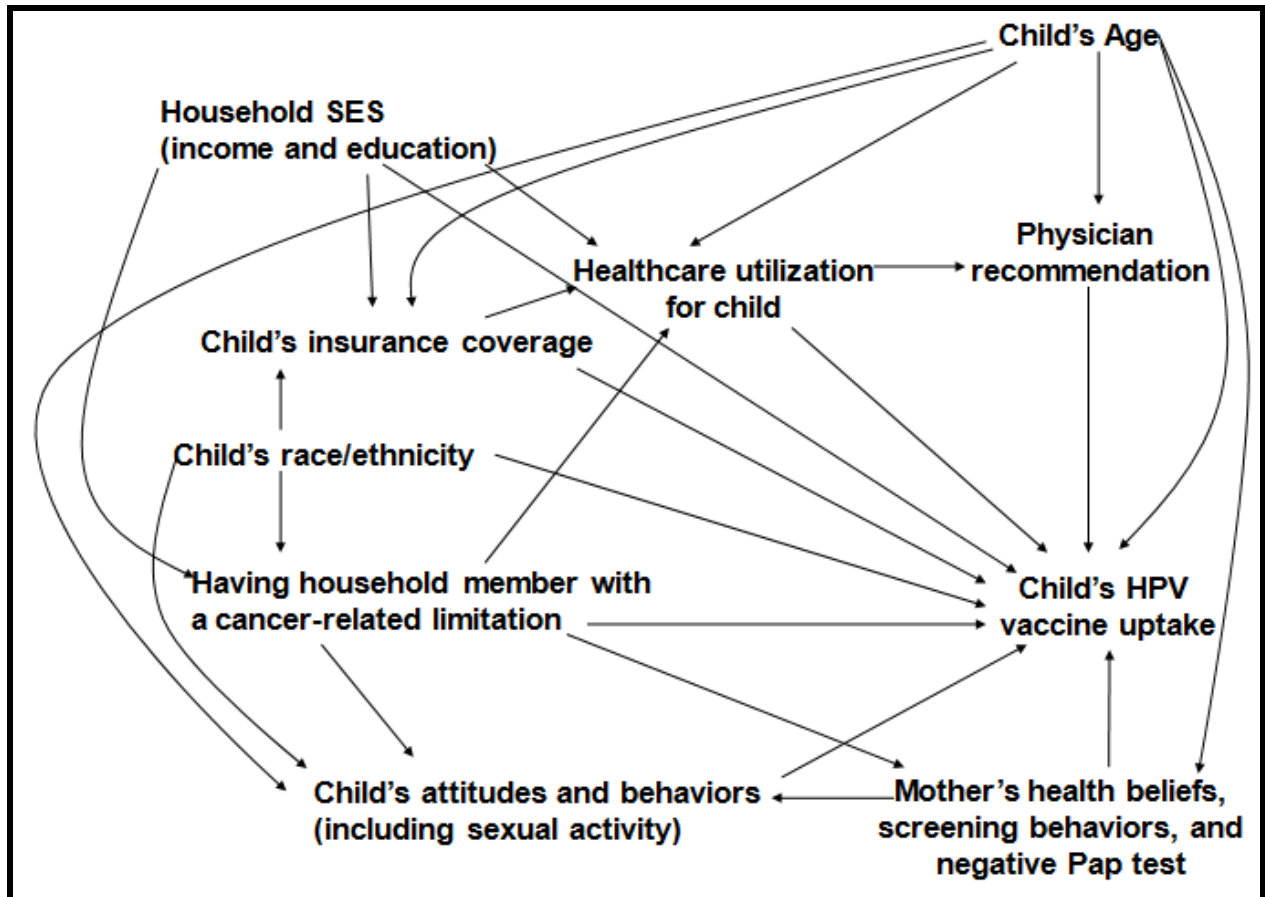 Child's Age
Household SES
(income and education)
Physician
recommendation
Healthcare utilization
for child
Child's insurance coverage
Child's race/ethnicity
Having household member with
a cancer-related limitation
Child's HPV
vaccine uptake
Child's attitudes and behaviors
(including sexual activity)
Mother's health beliefs,
screening behaviors, and
negative Pap test